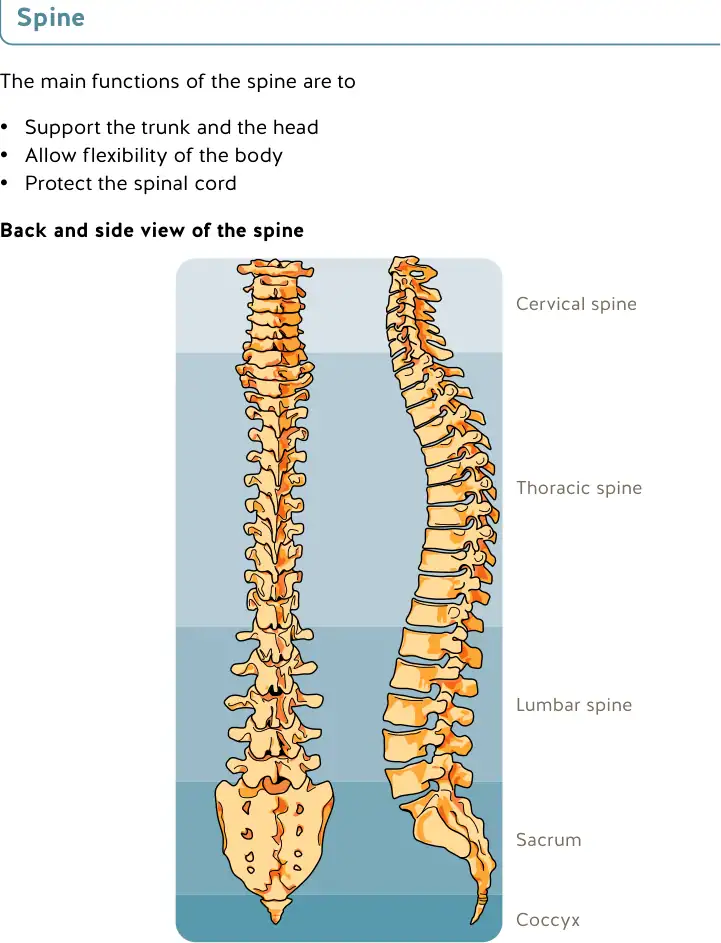 Spine
The main functions of the spine are to
• Support the trunk and the head
• Allow flexibility of the body
• Protect the spinal cord
Back and side view of the spine
Cervical spine
Thoracic spine
Lumbar spine
Sacrum
Coccyx